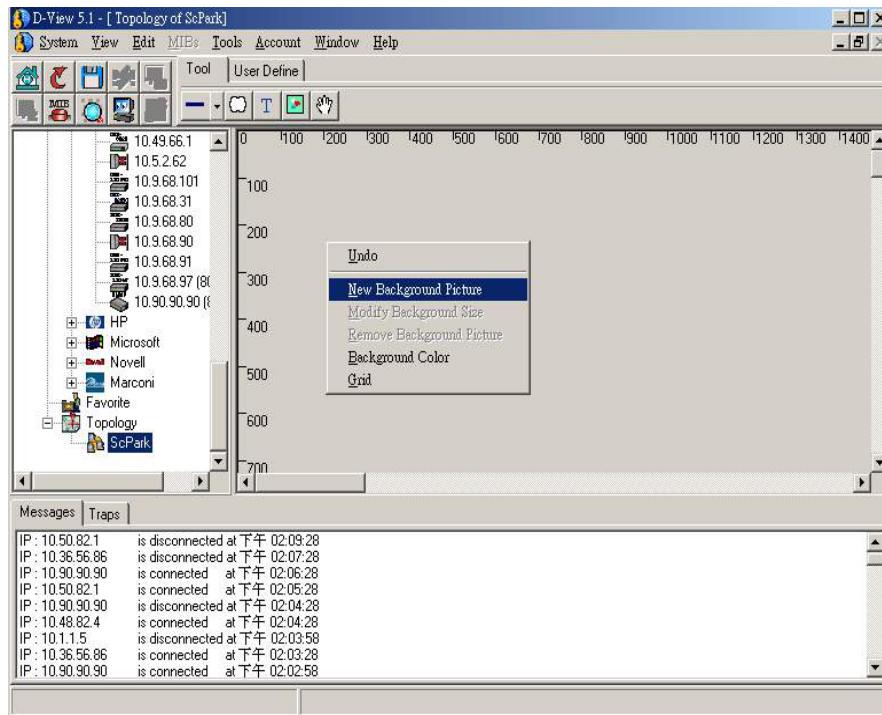 D-View 5.1 - [ Topology of ScPark]
System View Edit MIBs Tools Account Window Help
Tool User Define
MIB
T
10.49.66.1
10.5.2.62
10.9.68.101
10.9.68.31
10.9.68.80
10.9.68.90
10.9.68.91
10.9.68.97 (80
10.90.90.90 (8
HP
Microsoft
Novell
Marconi
Favorite
Topology
ScPark
0 100 200 300 400 500 600 700 800 900 1000 1100 1200 1300 1400
100
200
300
400
500
600
700
Undo
New Background Picture
Modify Background Size
Remove Background Picture
Background Color
Grid
Messages Traps
IP : 10.50.82.1 is disconnected at 下午 02:09:28
IP : 10.36.56.86 is disconnected at 下午 02:07:28
IP : 10.90.90.90 is connected at 下午 02:06:28
IP : 10.50.82.1 is connected at 下午 02:05:28
IP : 10.90.90.90 is disconnected at 下午 02:04:28
IP : 10.48.82.4 is connected at 下午 02:04:28
IP : 10.1.1.5 is disconnected at 下午 02:03:58
IP : 10.36.56.86 is connected at 下午 02:03:28
IP : 10.90.90.90 is connected at 下午 02:02:58